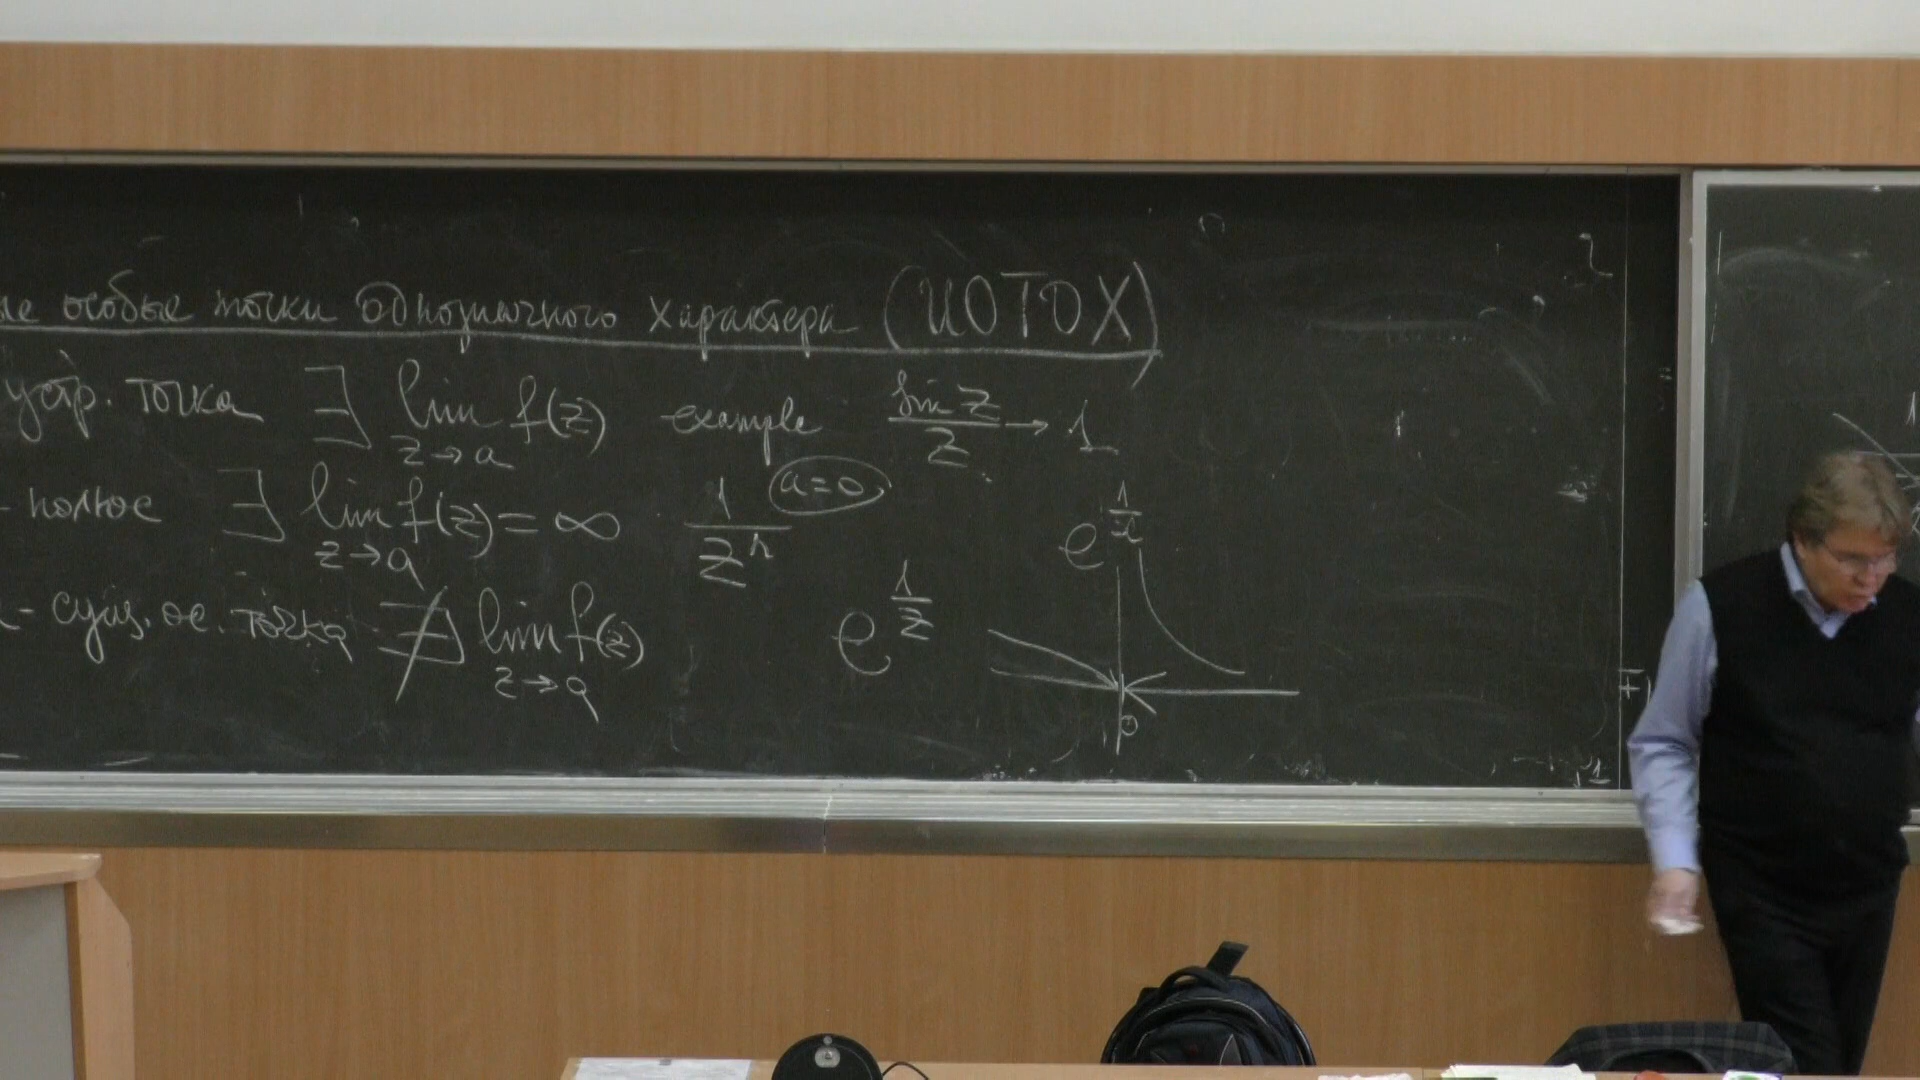 ые особые точки однозначного характера (ИОТОХ)
устр. точка ∃ lim f(z) example sin z / z → 1
z→a
- полюс ∃ lim f(z) = ∞ 1/zⁿ a=0
z→a
- сущ. ос. точка ∄ lim f(z) e^(1/z) e^(1/x)
z→a
0